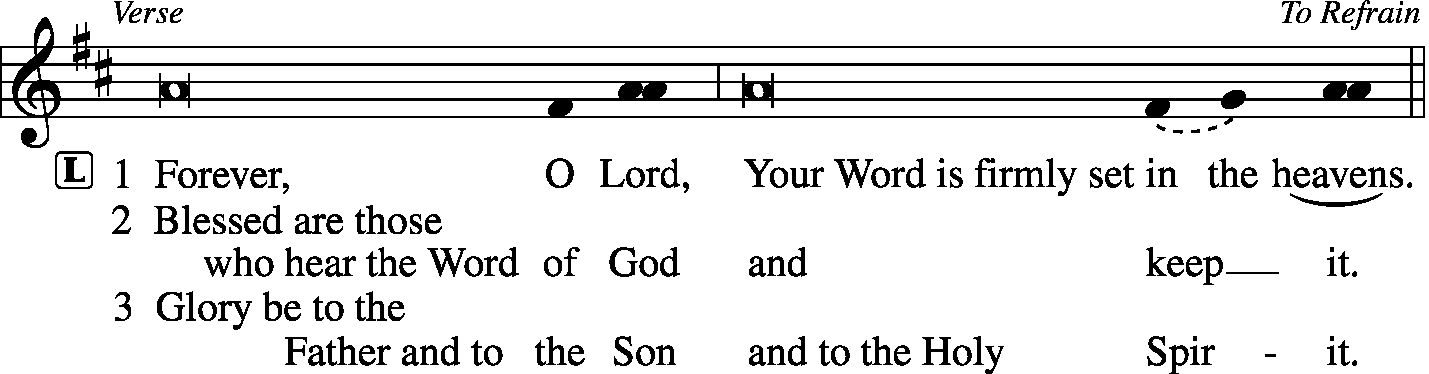 Verse To Refrain
L 1 Forever, O Lord, Your Word is firmly set in the heavens.
2 Blessed are those
who hear the Word of God and keep it.
3 Glory be to the
Father and to the Son and to the Holy Spir - it.